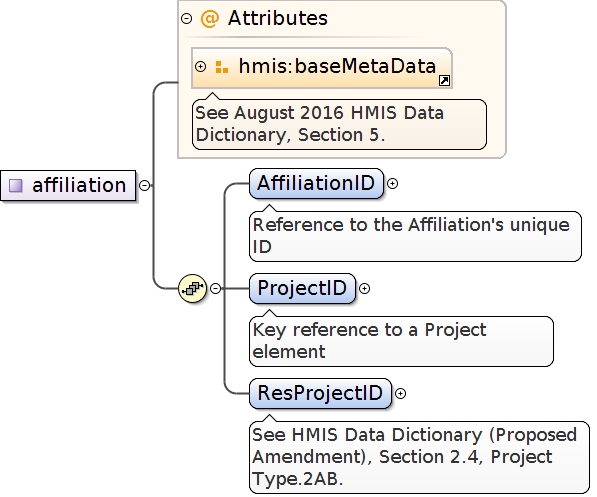 @ Attributes
hmis:baseMetaData
See August 2016 HMIS Data
Dictionary, Section 5.
affiliation
AffiliationID
Reference to the Affiliation's unique
ID
ProjectID
Key reference to a Project
element
ResProjectID
See HMIS Data Dictionary (Proposed
Amendment), Section 2.4, Project
Type.2AB.